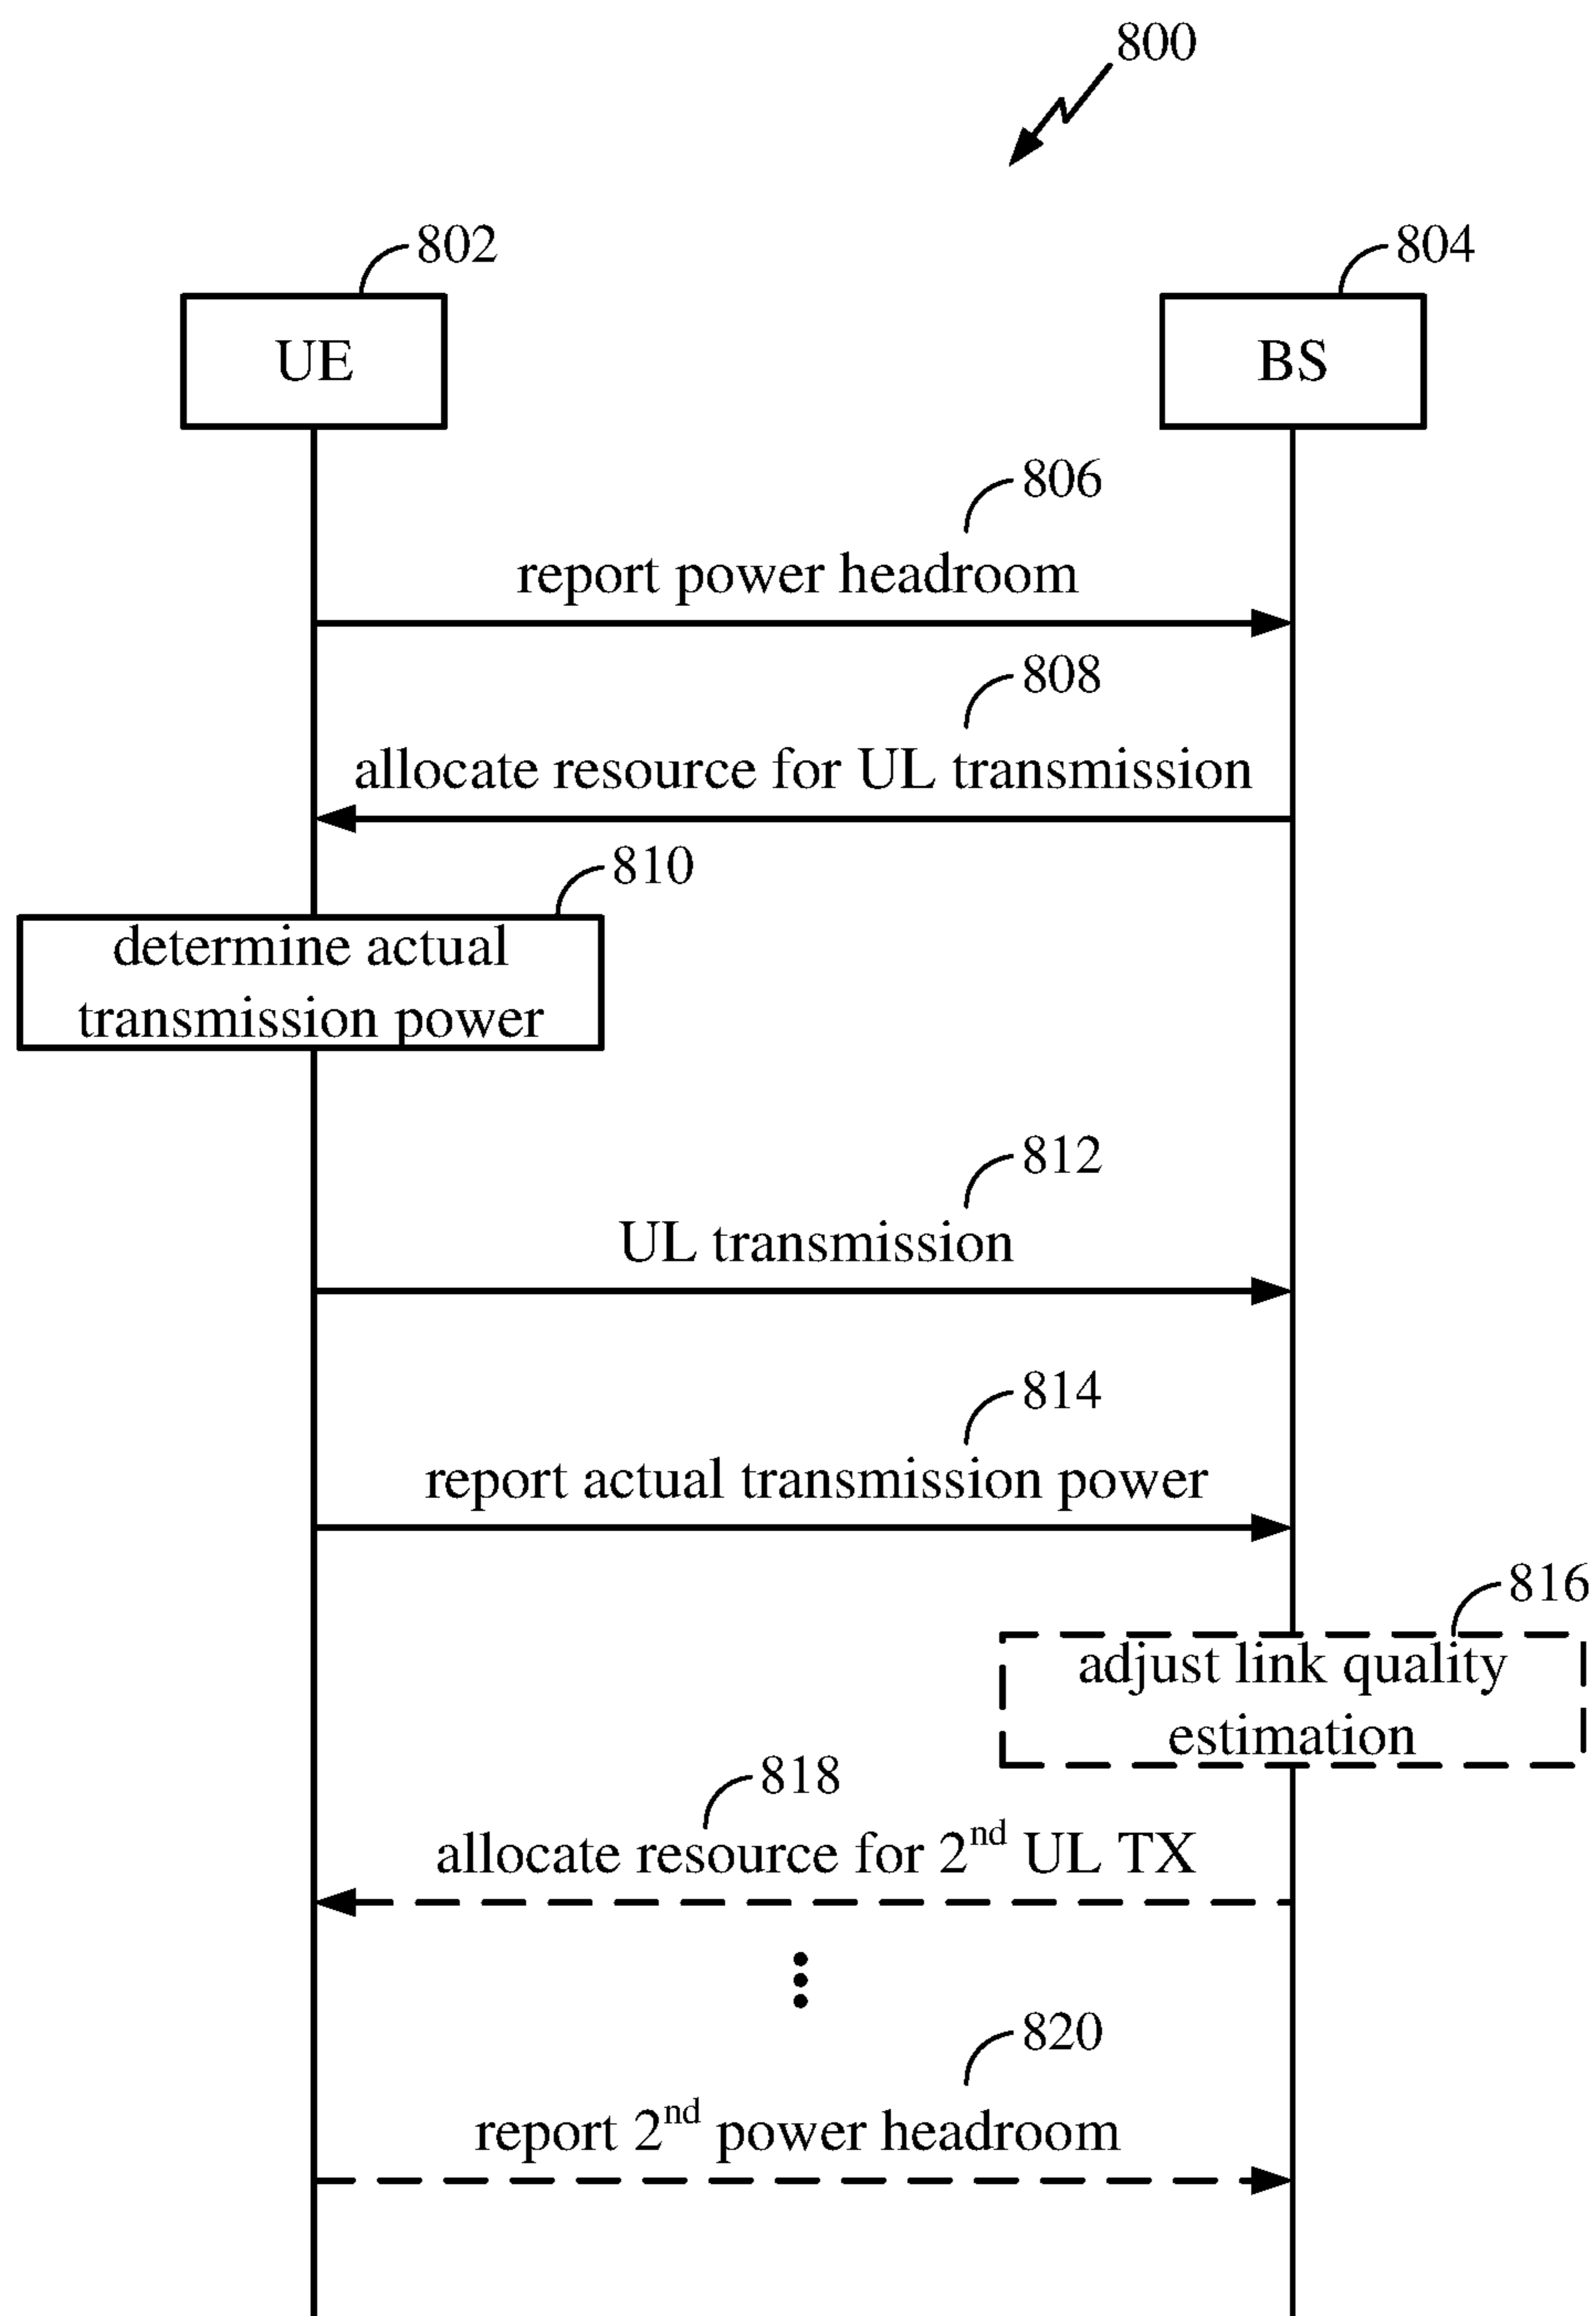 800
802
804
UE
BS
806
report power headroom
808
allocate resource for UL transmission
810
determine actual
transmission power
812
UL transmission
814
report actual transmission power
816
adjust link quality
estimation
818
allocate resource for 2nd UL TX
820
report 2nd power headroom